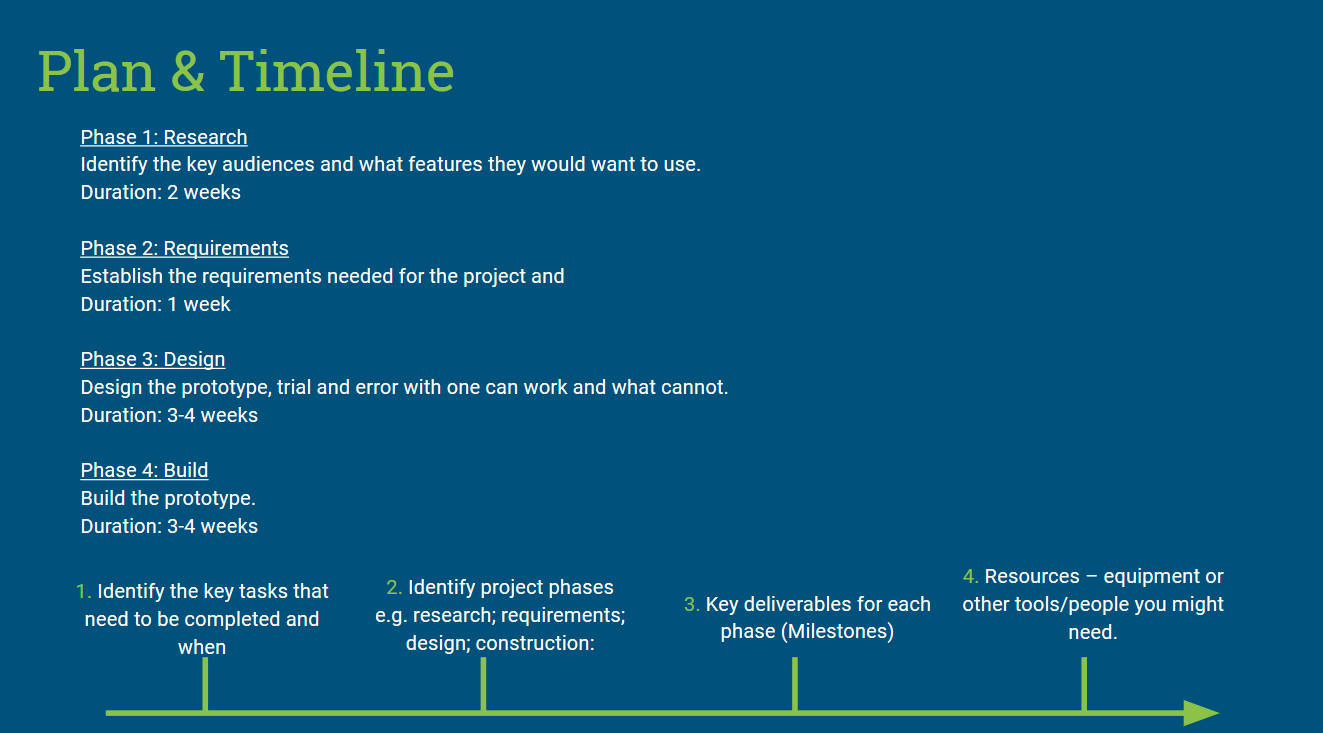 Plan & Timeline
Phase 1: Research
Identify the key audiences and what features they would want to use.
Duration: 2 weeks
Phase 2: Requirements
Establish the requirements needed for the project and
Duration: 1 week
Phase 3: Design
Design the prototype, trial and error with one can work and what cannot.
Duration: 3-4 weeks
Phase 4: Build
Build the prototype.
Duration: 3-4 weeks
1. Identify the key tasks that
need to be completed and
when
2. Identify project phases
e.g. research; requirements;
design; construction:
3. Key deliverables for each
phase (Milestones)
4. Resources – equipment or
other tools/people you might
need.